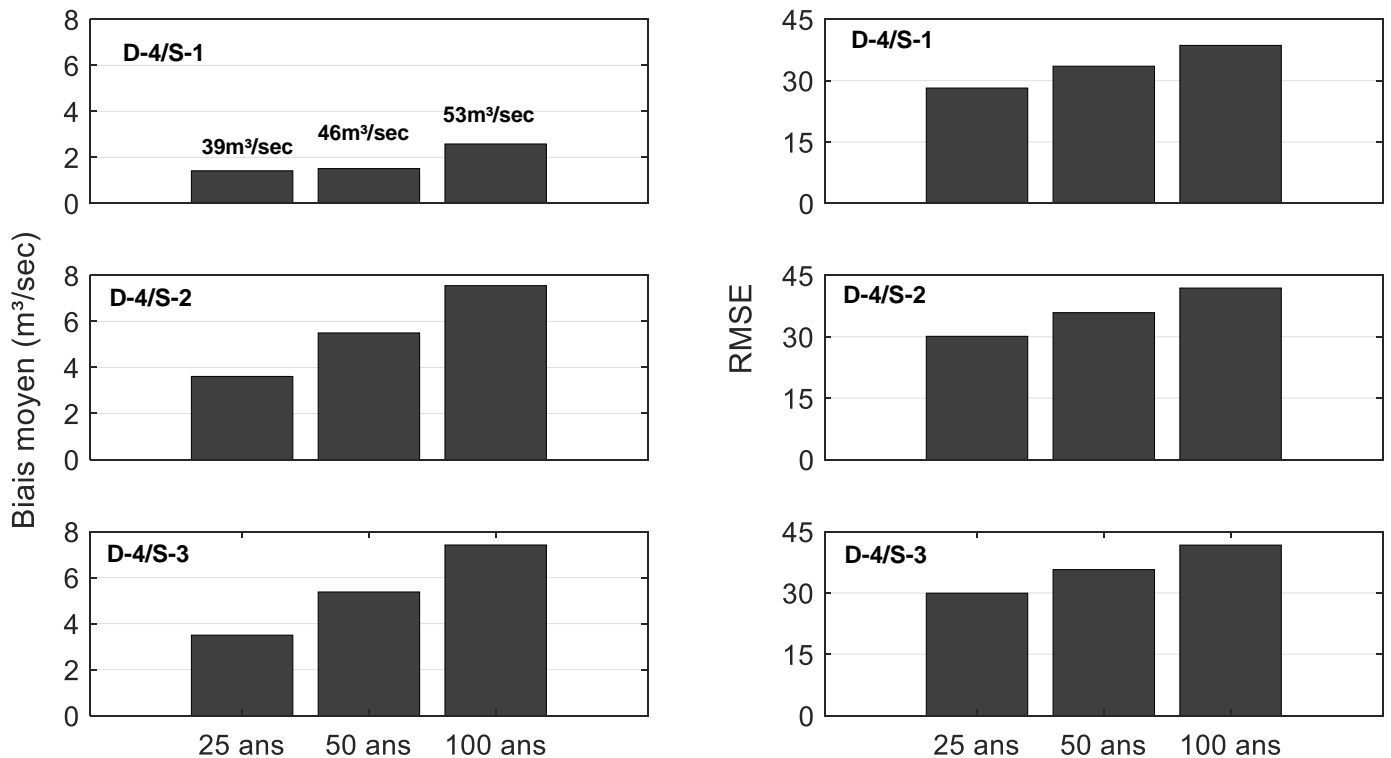 Biais moyen (m³/sec)
8
6
4
2
0
D-4/S-1
39m³/sec
46m³/sec
53m³/sec
8
6
4
2
0
D-4/S-2
8
6
4
2
0
D-4/S-3
25 ans
50 ans
100 ans
RMSE
45
30
15
0
D-4/S-1
45
30
15
0
D-4/S-2
45
30
15
0
D-4/S-3
25 ans
50 ans
100 ans